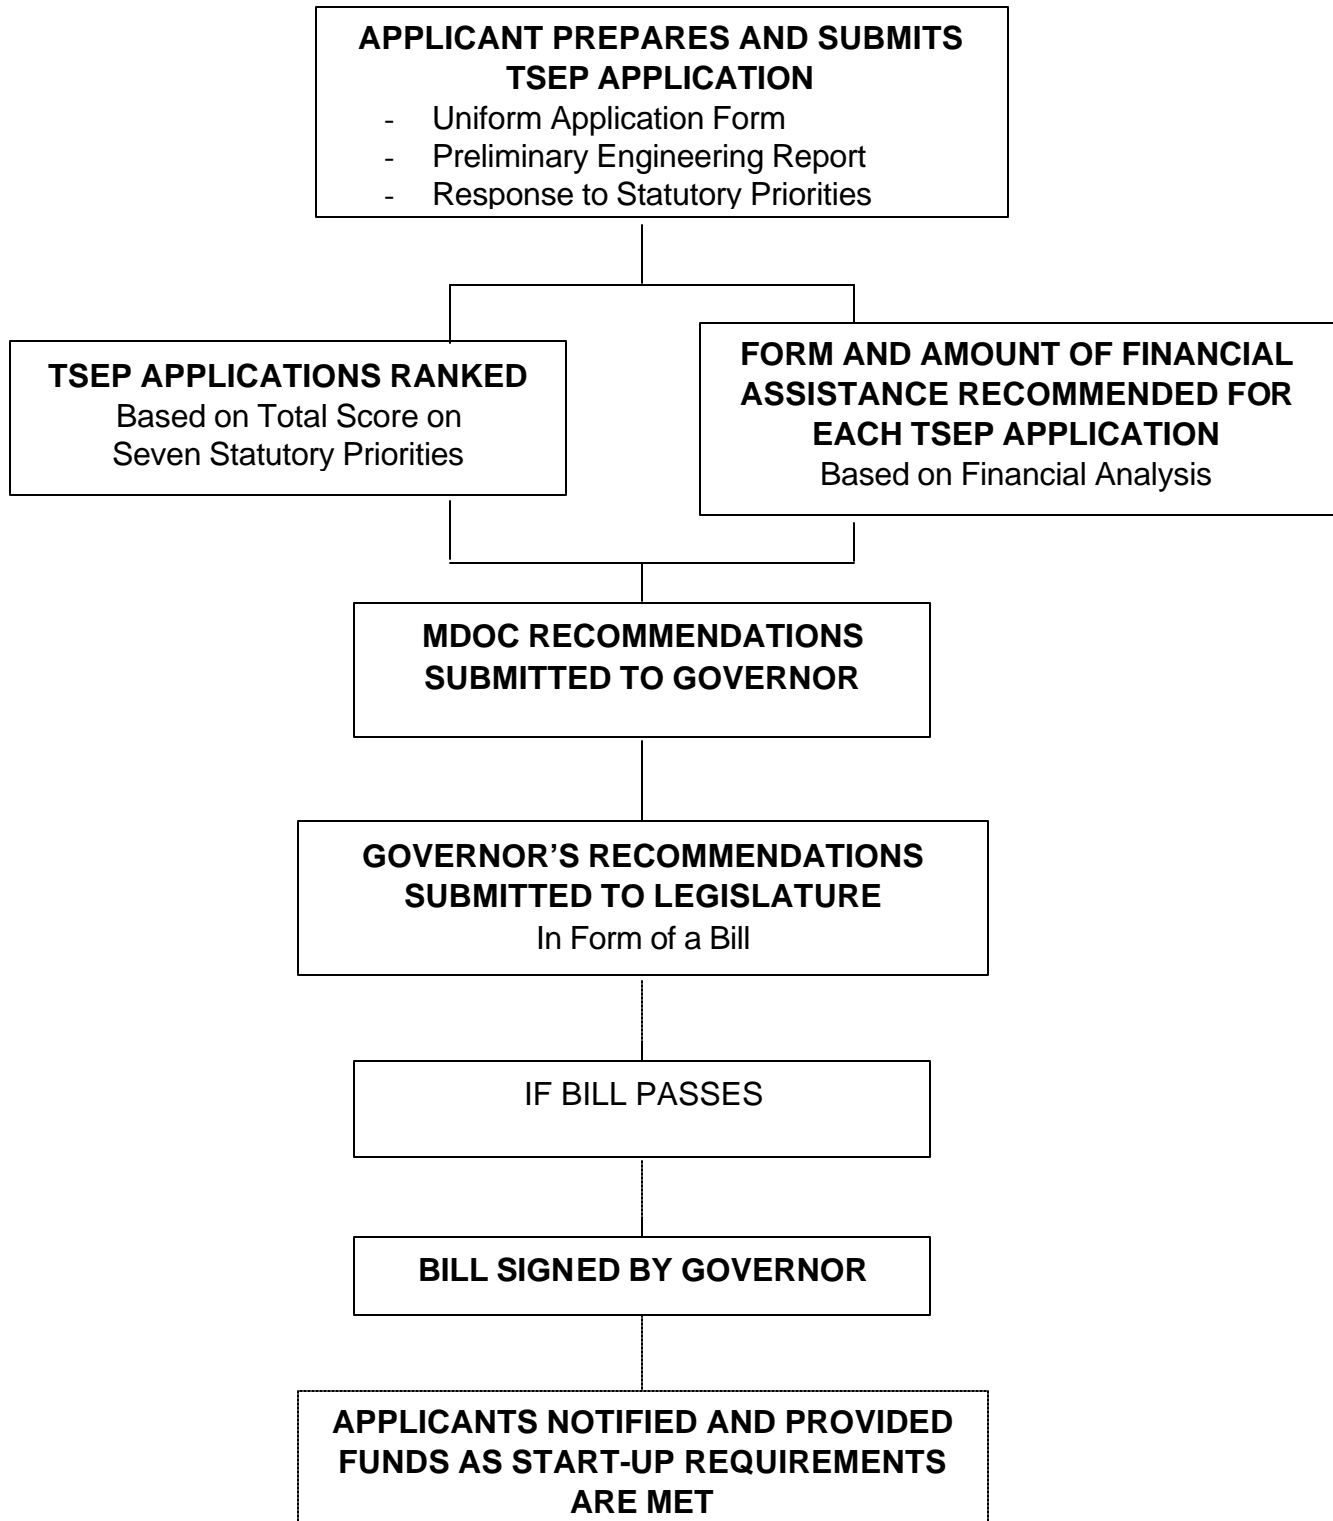 APPLICANT PREPARES AND SUBMITS
TSEP APPLICATION
- Uniform Application Form
- Preliminary Engineering Report
- Response to Statutory Priorities
TSEP APPLICATIONS RANKED
Based on Total Score on
Seven Statutory Priorities
FORM AND AMOUNT OF FINANCIAL
ASSISTANCE RECOMMENDED FOR
EACH TSEP APPLICATION
Based on Financial Analysis
MDOC RECOMMENDATIONS
SUBMITTED TO GOVERNOR
GOVERNOR’S RECOMMENDATIONS
SUBMITTED TO LEGISLATURE
In Form of a Bill
IF BILL PASSES
BILL SIGNED BY GOVERNOR
APPLICANTS NOTIFIED AND PROVIDED
FUNDS AS START-UP REQUIREMENTS
ARE MET